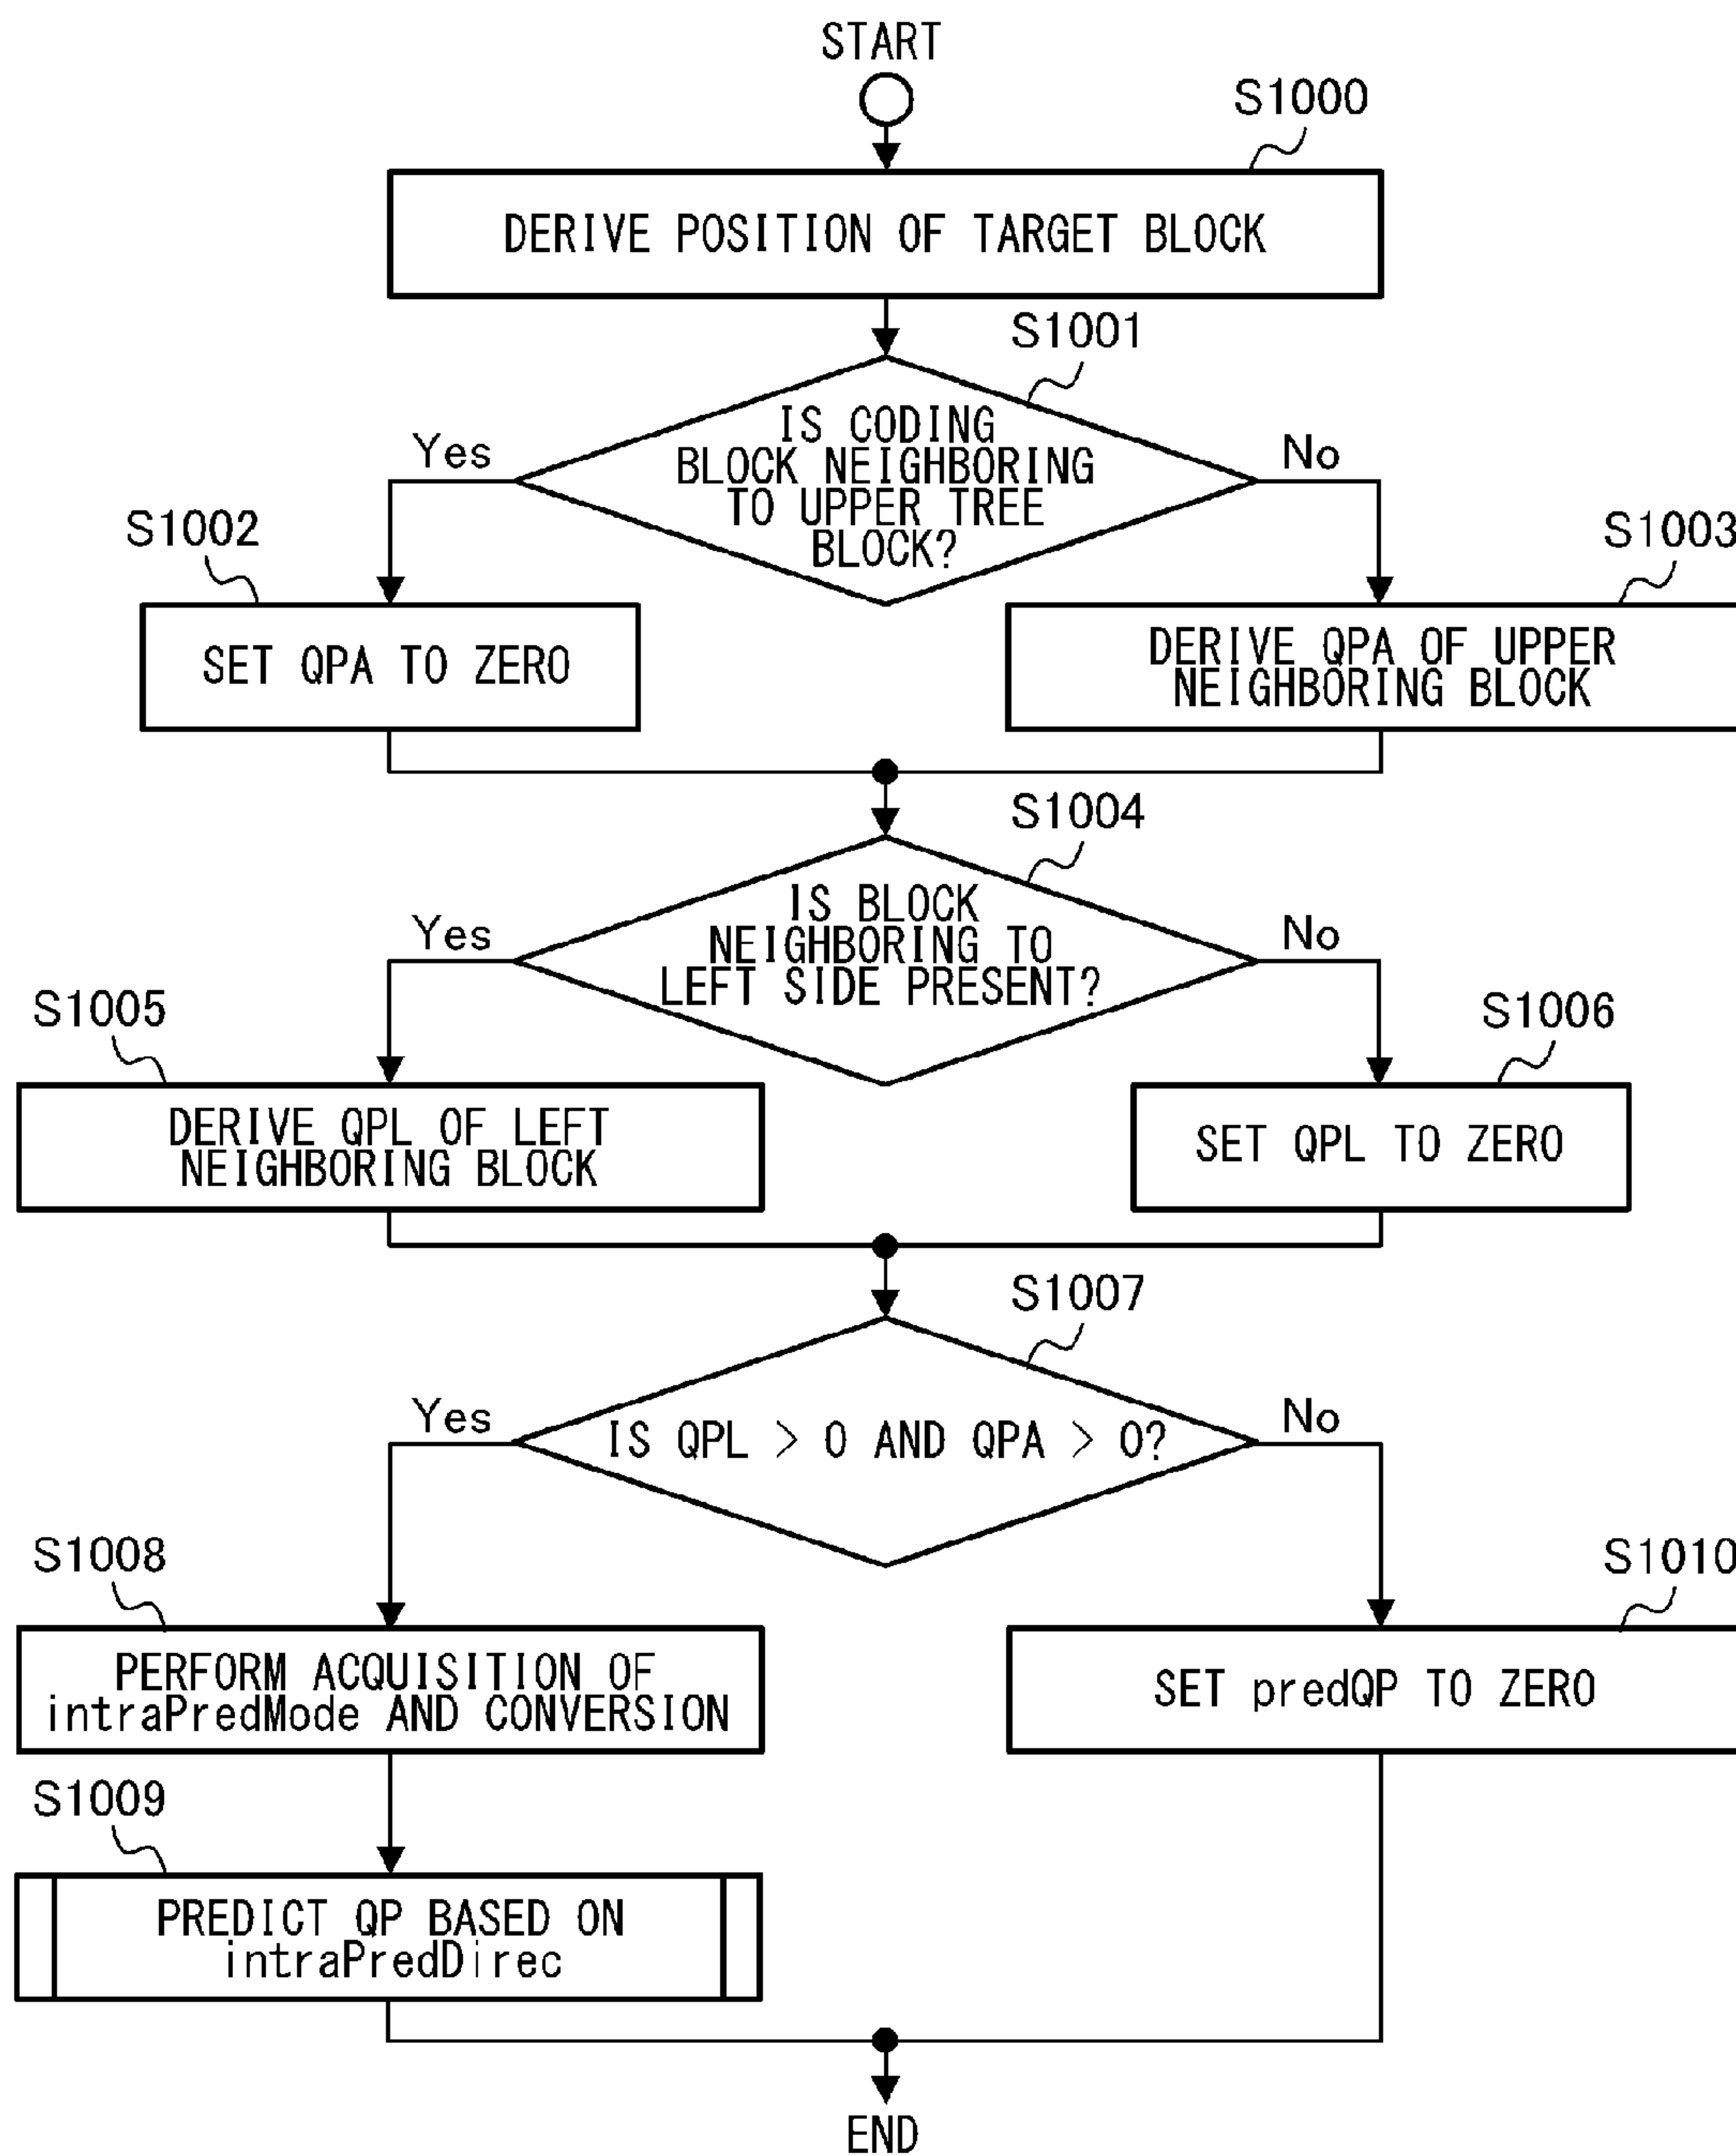 START
S1000
DERIVE POSITION OF TARGET BLOCK
S1001
IS CODING
BLOCK NEIGHBORING
TO UPPER TREE
BLOCK?
Yes
No
S1002
SET QPA TO ZERO
S1003
DERIVE QPA OF UPPER
NEIGHBORING BLOCK
S1004
IS BLOCK
NEIGHBORING TO
LEFT SIDE PRESENT?
Yes
No
S1005
DERIVE QPL OF LEFT
NEIGHBORING BLOCK
S1006
SET QPL TO ZERO
S1007
IS QPL > 0 AND QPA > 0?
Yes
No
S1008
PERFORM ACQUISITION OF
intraPredMode AND CONVERSION
S1010
SET predQP TO ZERO
S1009
PREDICT QP BASED ON
intraPredDirec
END